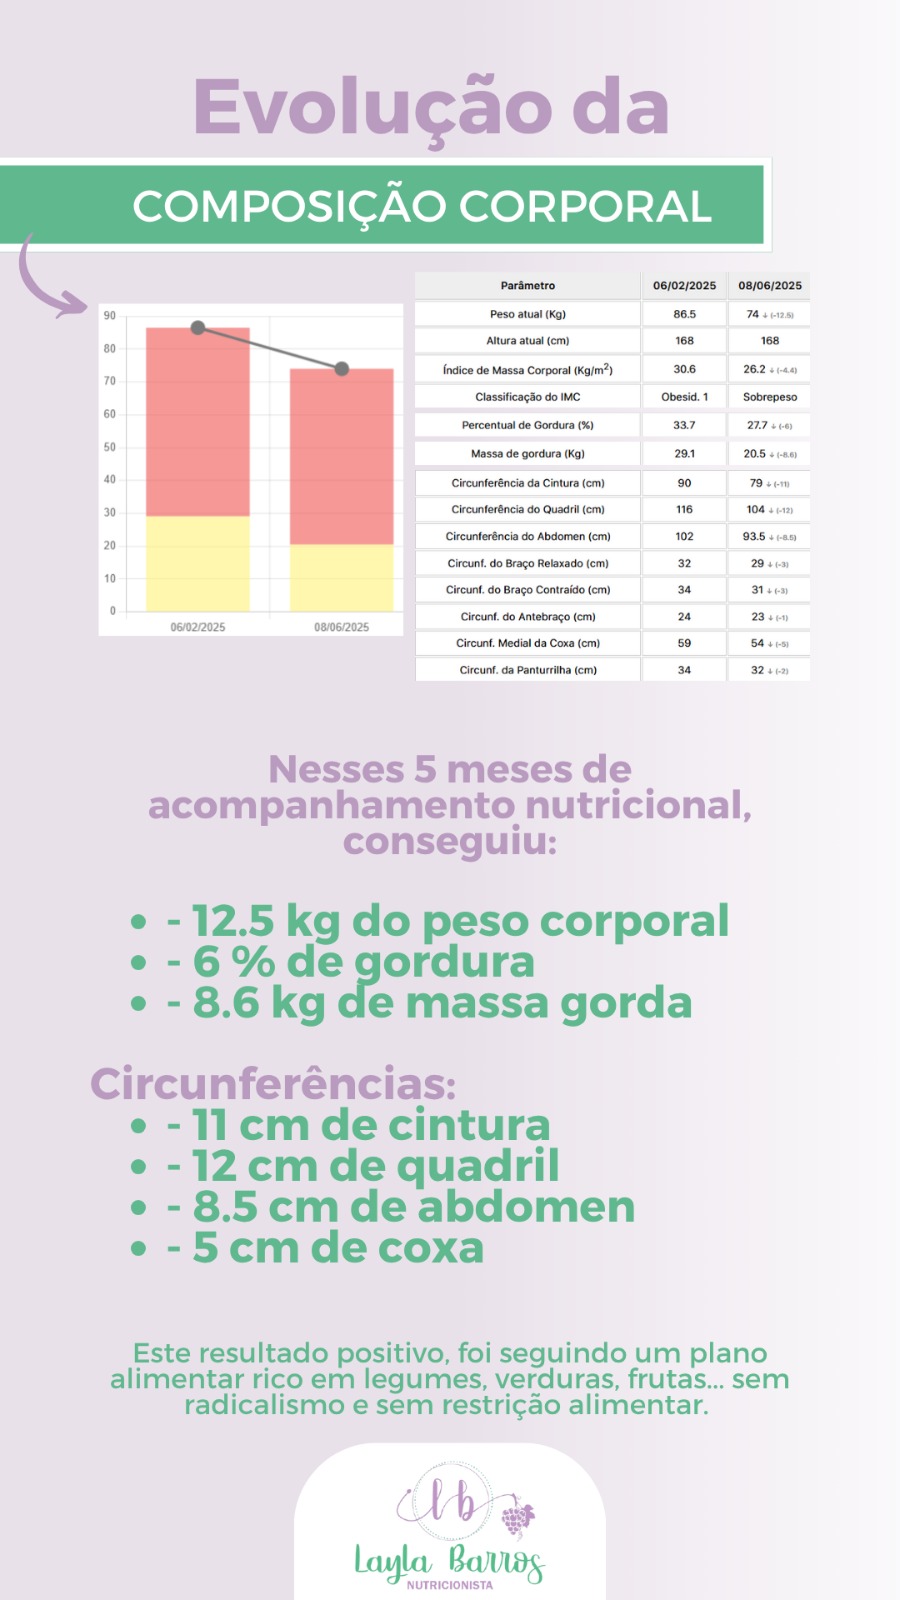 Evolução da
COMPOSIÇÃO CORPORAL
90
80
70
60
50
40
30
20
10
0
06/02/2025 08/06/2025
Parâmetro 06/02/2025 08/06/2025
Peso atual (Kg) 86.5 74 ↓ (-12.5)
Altura atual (cm) 168 168
Índice de Massa Corporal (Kg/m²) 30.6 26.2 ↓ (-4.4)
Classificação do IMC Obesid. 1 Sobrepeso
Percentual de Gordura (%) 33.7 27.7 ↓ (-6)
Massa de gordura (Kg) 29.1 20.5 ↓ (-8.6)
Circunferência da Cintura (cm) 90 79 ↓ (-11)
Circunferência do Quadril (cm) 116 104 ↓ (-12)
Circunferência do Abdomen (cm) 102 93.5 ↓ (-8.5)
Circunf. do Braço Relaxado (cm) 32 29 ↓ (-3)
Circunf. do Braço Contraído (cm) 34 31 ↓ (-3)
Circunf. do Antebraço (cm) 24 23 ↓ (-1)
Circunf. Medial da Coxa (cm) 59 54 ↓ (-5)
Circunf. da Panturrilha (cm) 34 32 ↓ (-2)
Nesses 5 meses de
acompanhamento nutricional,
conseguiu:
• - 12.5 kg do peso corporal
• - 6 % de gordura
• - 8.6 kg de massa gorda
Circunferências:
• - 11 cm de cintura
• - 12 cm de quadril
• - 8.5 cm de abdomen
• - 5 cm de coxa
Este resultado positivo, foi seguindo um plano
alimentar rico em legumes, verduras, frutas... sem
radicalismo e sem restrição alimentar.
lb
Layla Barros
NUTRICIONISTA